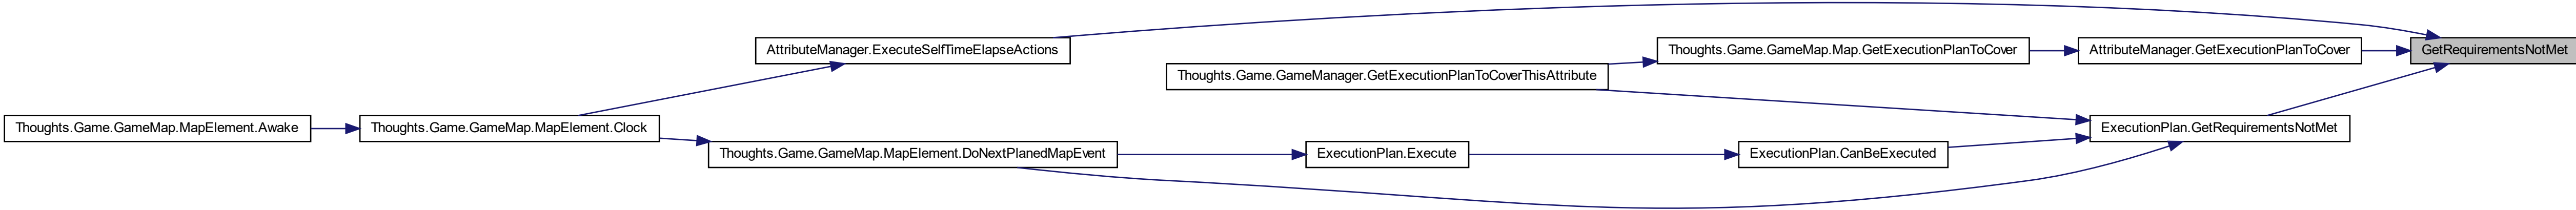 AttributeManager.ExecuteSelfTimeElapseActions
Thoughts.Game.GameMap.Map.GetExecutionPlanToCover
AttributeManager.GetExecutionPlanToCover
GetRequirementsNotMet
Thoughts.Game.GameManager.GetExecutionPlanToCoverThisAttribute
Thoughts.Game.GameMap.MapElement.Awake
Thoughts.Game.GameMap.MapElement.Clock
ExecutionPlan.GetRequirementsNotMet
Thoughts.Game.GameMap.MapElement.DoNextPlanedMapEvent
ExecutionPlan.Execute
ExecutionPlan.CanBeExecuted